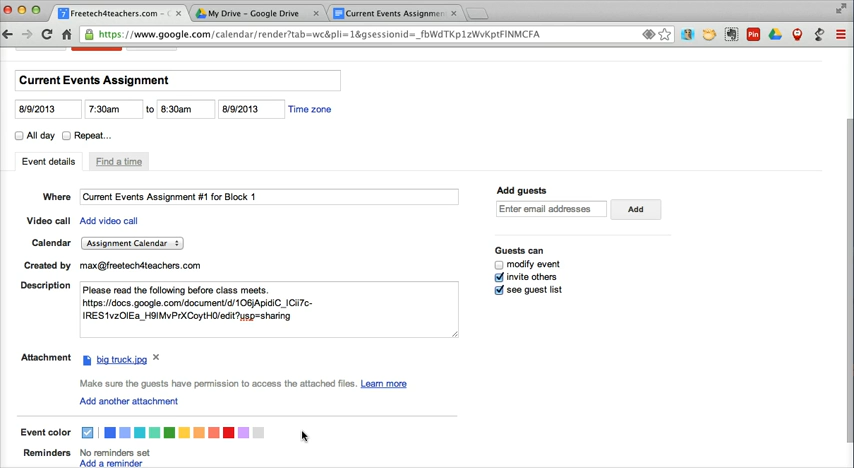 Freetech4teachers.com - C
My Drive - Google Drive
Current Events Assignment
https://www.google.com/calendar/render?tab=wc&pli=1&gsessionid=_fbWdTKp1zWvKptFlNMCFA
Current Events Assignment
8/9/2013 7:30am to 8:30am 8/9/2013 Time zone
All day Repeat...
Event details Find a time
Where Current Events Assignment #1 for Block 1
Video call Add video call
Calendar Assignment Calendar
Created by max@freetech4teachers.com
Description Please read the following before class meets.
https://docs.google.com/document/d/1O6jApidiC_ICii7c-
IRES1vzOlEa_H9IMvPrXCoytH0/edit?usp=sharing
Attachment big truck.jpg
Make sure the guests have permission to access the attached files. Learn more
Add another attachment
Event color
Reminders No reminders set
Add a reminder
Add guests
Enter email addresses Add
Guests can
modify event
invite others
see guest list